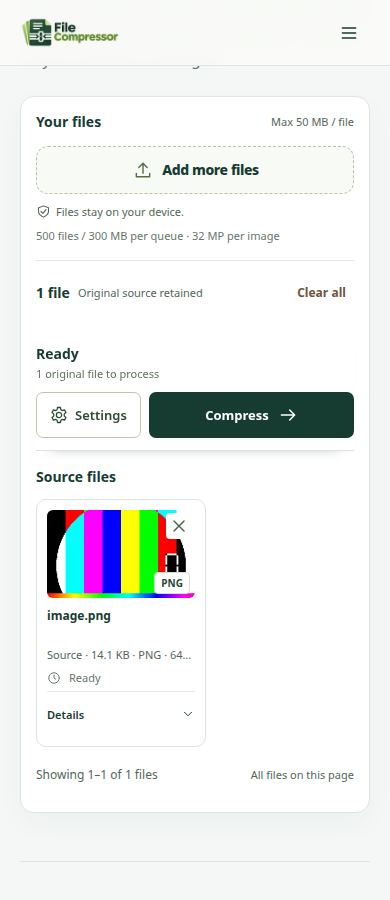 File
Compressor
Your files
Max 50 MB / file
Add more files
Files stay on your device.
500 files / 300 MB per queue · 32 MP per image
1 file
Original source retained
Clear all
Ready
1 original file to process
Settings
Compress
Source files
PNG
image.png
Source · 14.1 KB · PNG · 64...
Ready
Details
Showing 1–1 of 1 files
All files on this page